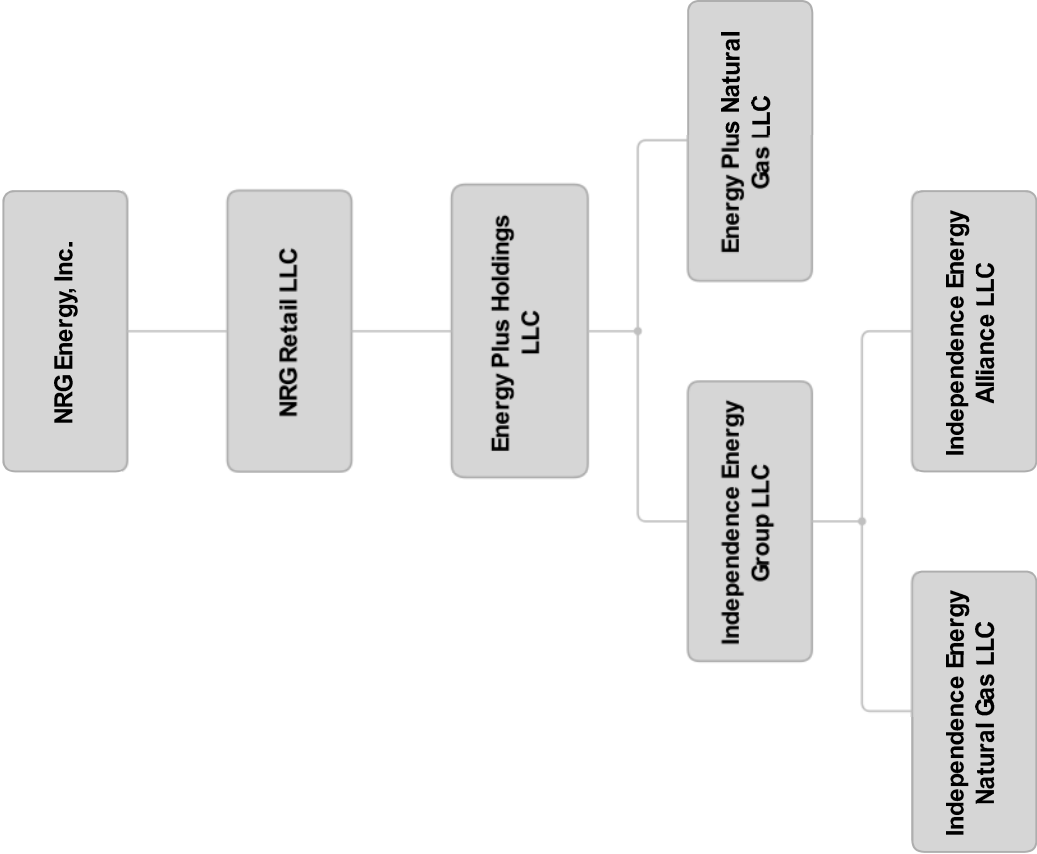 NRG Energy, Inc.
NRG Retail LLC
Energy Plus Holdings
LLC
Independence Energy
Group LLC
Energy Plus Natural
Gas LLC
Independence Energy
Natural Gas LLC
Independence Energy
Alliance LLC